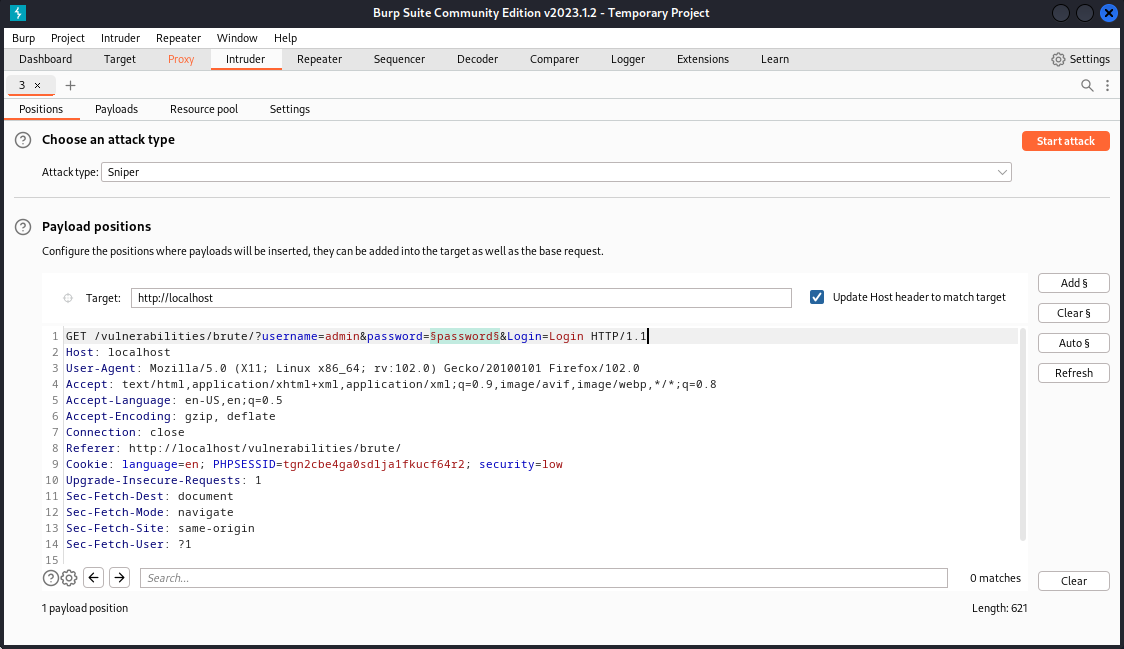 Burp Suite Community Edition v2023.1.2 - Temporary Project
Burp Project Intruder Repeater Window Help
Dashboard Target Proxy Intruder Repeater Sequencer Decoder Comparer Logger Extensions Learn Settings
3 × +
Positions Payloads Resource pool Settings
? Choose an attack type
Start attack
Attack type: Sniper
? Payload positions
Configure the positions where payloads will be inserted, they can be added into the target as well as the base request.
Add §
Target: http://localhost Update Host header to match target
Clear §
1 GET /vulnerabilities/brute/?username=admin&password=§password§&Login=Login HTTP/1.1
Auto §
2 Host: localhost
3 User-Agent: Mozilla/5.0 (X11; Linux x86_64; rv:102.0) Gecko/20100101 Firefox/102.0
Refresh
4 Accept: text/html,application/xhtml+xml,application/xml;q=0.9,image/avif,image/webp,*/*;q=0.8
5 Accept-Language: en-US,en;q=0.5
6 Accept-Encoding: gzip, deflate
7 Connection: close
8 Referer: http://localhost/vulnerabilities/brute/
9 Cookie: language=en; PHPSESSID=tgn2cbe4ga0sdlja1fkucf64r2; security=low
10 Upgrade-Insecure-Requests: 1
11 Sec-Fetch-Dest: document
12 Sec-Fetch-Mode: navigate
13 Sec-Fetch-Site: same-origin
14 Sec-Fetch-User: ?1
15
? Search... 0 matches Clear
1 payload position Length: 621